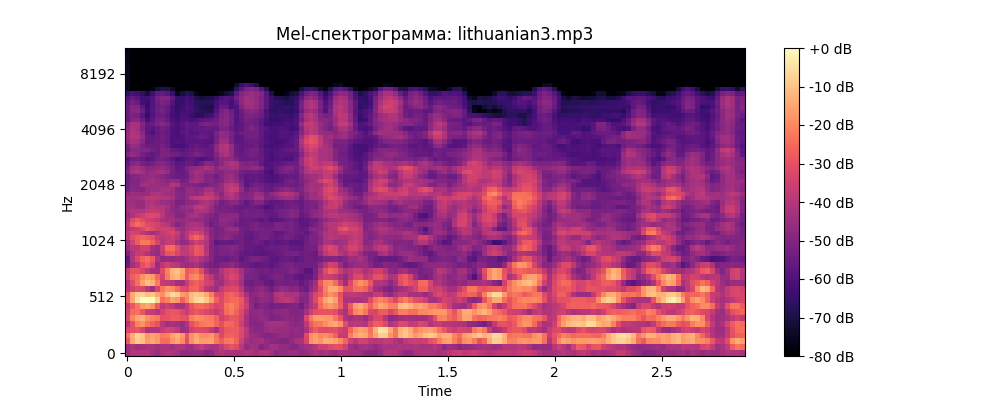 Mel-спектрограмма: lithuanian3.mp3
Hz
8192
4096
2048
1024
512
0
0
0.5
1
1.5
2
2.5
Time
+0 dB
-10 dB
-20 dB
-30 dB
-40 dB
-50 dB
-60 dB
-70 dB
-80 dB